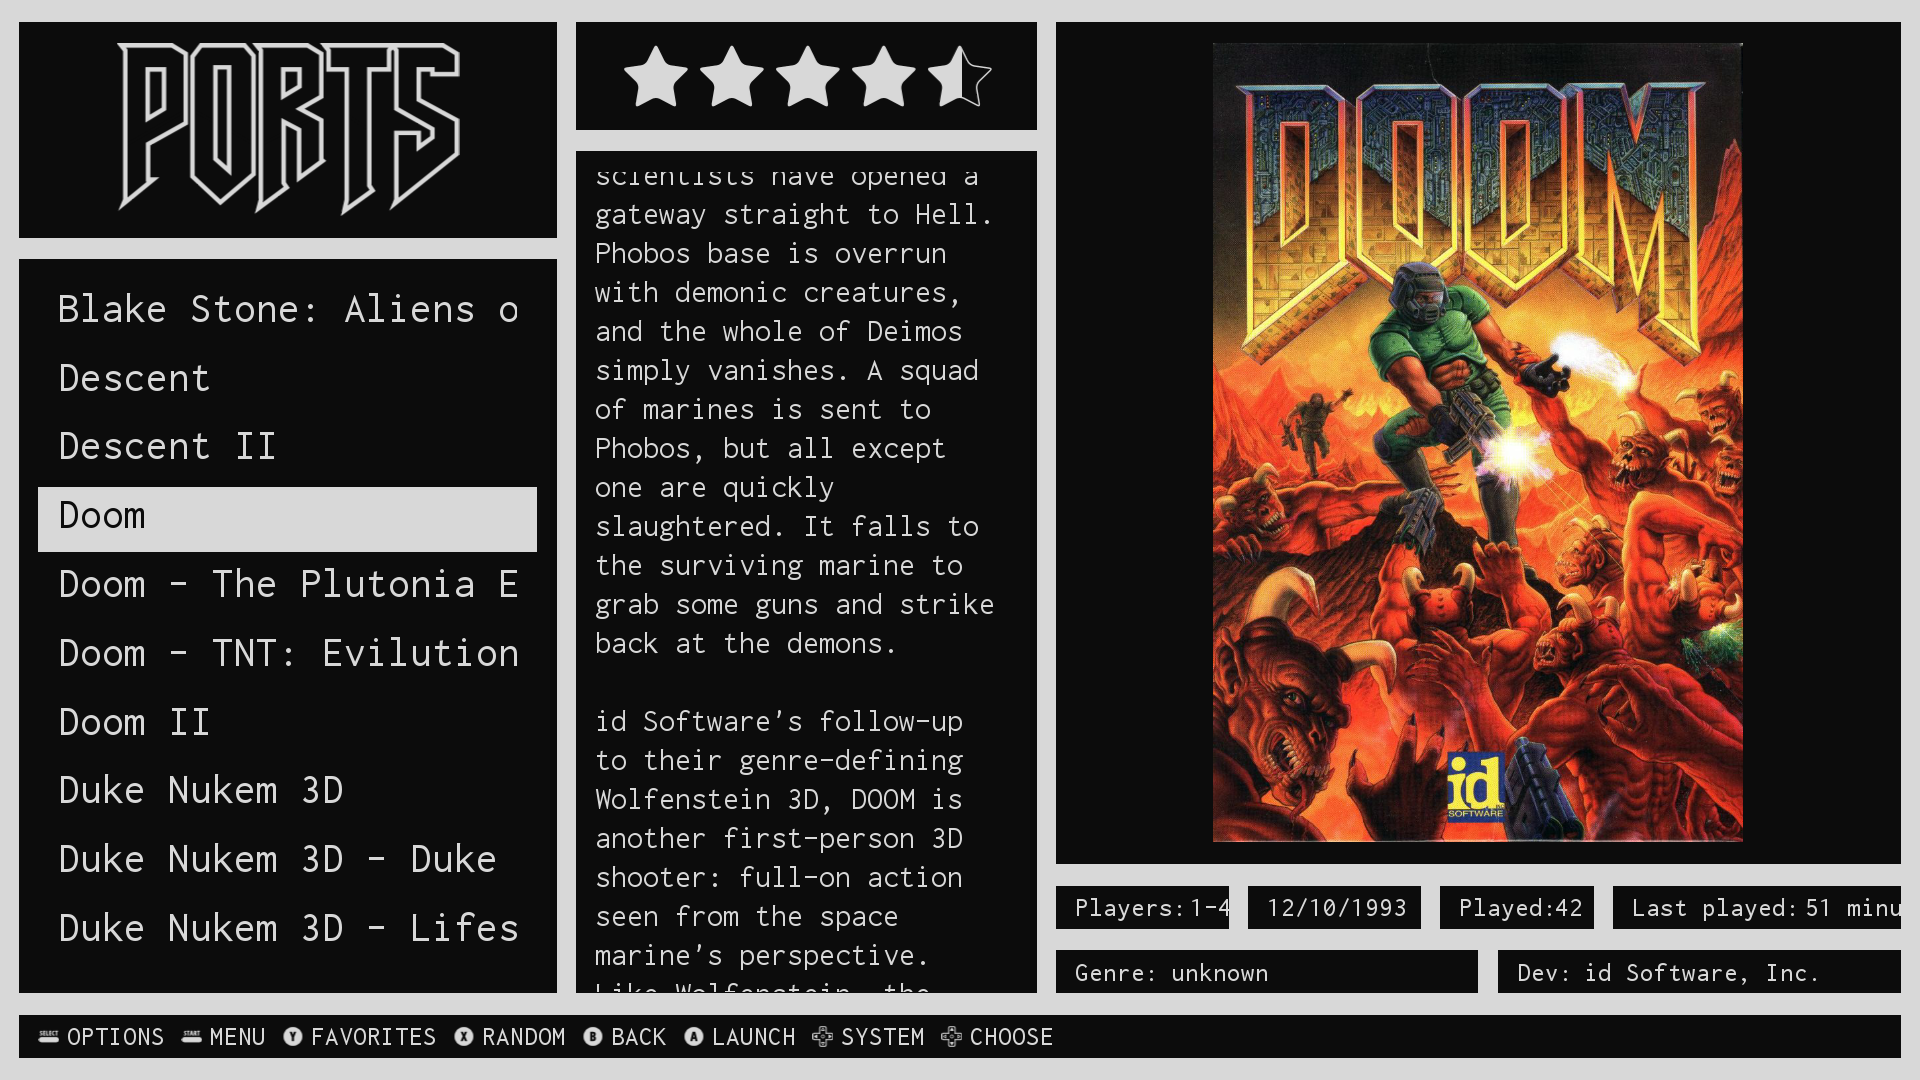 PORTS
Blake Stone: Aliens o
Descent
Descent II
Doom
Doom - The Plutonia E
Doom - TNT: Evilution
Doom II
Duke Nukem 3D
Duke Nukem 3D - Duke
Duke Nukem 3D - Lifes
scientists have opened a
gateway straight to Hell.
Phobos base is overrun
with demonic creatures,
and the whole of Deimos
simply vanishes. A squad
of marines is sent to
Phobos, but all except
one are quickly
slaughtered. It falls to
the surviving marine to
grab some guns and strike
back at the demons.
id Software's follow-up
to their genre-defining
Wolfenstein 3D, DOOM is
another first-person 3D
shooter: full-on action
seen from the space
marine's perspective.
Like Wolfenstein, the
DOOM
id
SOFTWARE
Players: 1-4
12/10/1993
Played:42
Last played: 51 minu
Genre: unknown
Dev: id Software, Inc.
SELECT OPTIONS START MENU Y FAVORITES X RANDOM B BACK A LAUNCH SYSTEM CHOOSE